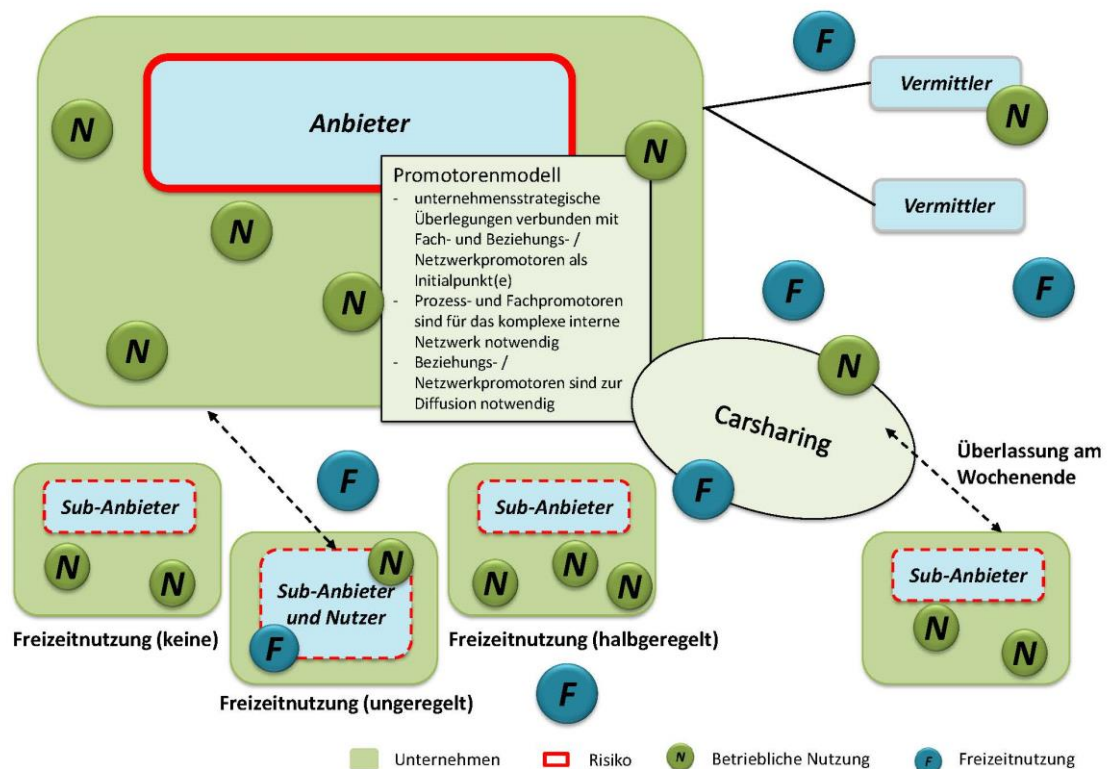 F
Vermittler
N
N
Anbieter
N
Promotorenmodell
- unternehmensstrategische
Überlegungen verbunden mit
Fach- und Beziehungs- /
Netzwerkpromotoren als
Initialpunkt(e)
- Prozess- und Fachpromotoren
sind für das komplexe interne
Netzwerk notwendig
- Beziehungs- /
Netzwerkpromotoren sind zur
Diffusion notwendig
Vermittler
N
N
N
F
F
N
Carsharing
F
Überlassung am
Wochenende
F
Sub-Anbieter
N
N
Freizeitnutzung (keine)
N
Sub-Anbieter
und Nutzer
F
Freizeitnutzung (ungeregelt)
Sub-Anbieter
N
N
N
Freizeitnutzung (halbgeregelt)
F
Sub-Anbieter
N
N
Unternehmen
Risiko
N Betriebliche Nutzung
F Freizeitnutzung